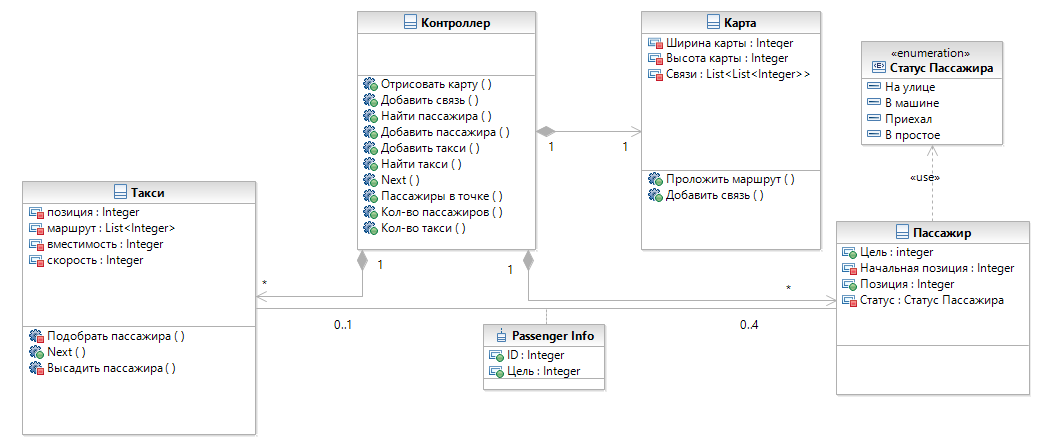 Контроллер
Отрисовать карту ( )
Добавить связь ( )
Найти пассажира ( )
Добавить пассажира ( )
Добавить такси ( )
Найти такси ( )
Next ( )
Пассажиры в точке ( )
Кол-во пассажиров ( )
Кол-во такси ( )
1
1
Карта
Ширина карты : Integer
Высота карты : Integer
Связи : List<List<Integer>>
Проложить маршрут ( )
Добавить связь ( )
«enumeration»
Статус Пассажира
На улице
В машине
Приехал
В простое
«use»
Такси
позиция : Integer
маршрут : List<Integer>
вместимость : Integer
скорость : Integer
Подобрать пассажира ( )
Next ( )
Высадить пассажира ( )
Пассажир
Цель : integer
Начальная позиция : Integer
Позиция : Integer
Статус : Статус Пассажира
1
1
*
*
0..1
0..4
Passenger Info
ID : Integer
Цель : Integer